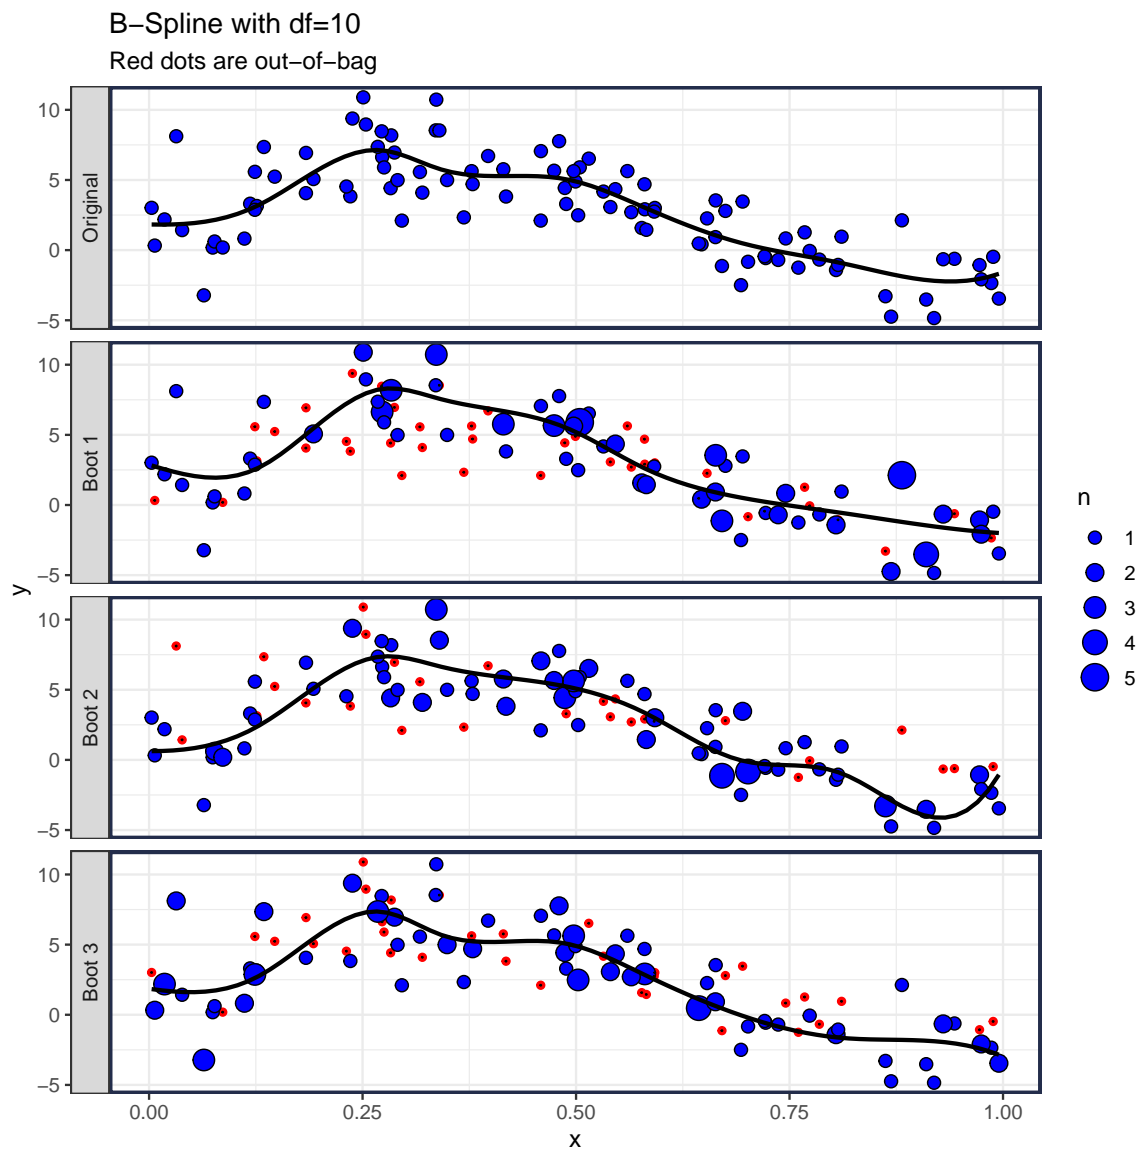 B−Spline with df=10
Red dots are out−of−bag
Original
10
5
0
−5
Boot 1
10
5
0
−5
Boot 2
10
5
0
−5
Boot 3
10
5
0
−5
y
0.00 0.25 0.50 0.75 1.00
x
n
1
2
3
4
5